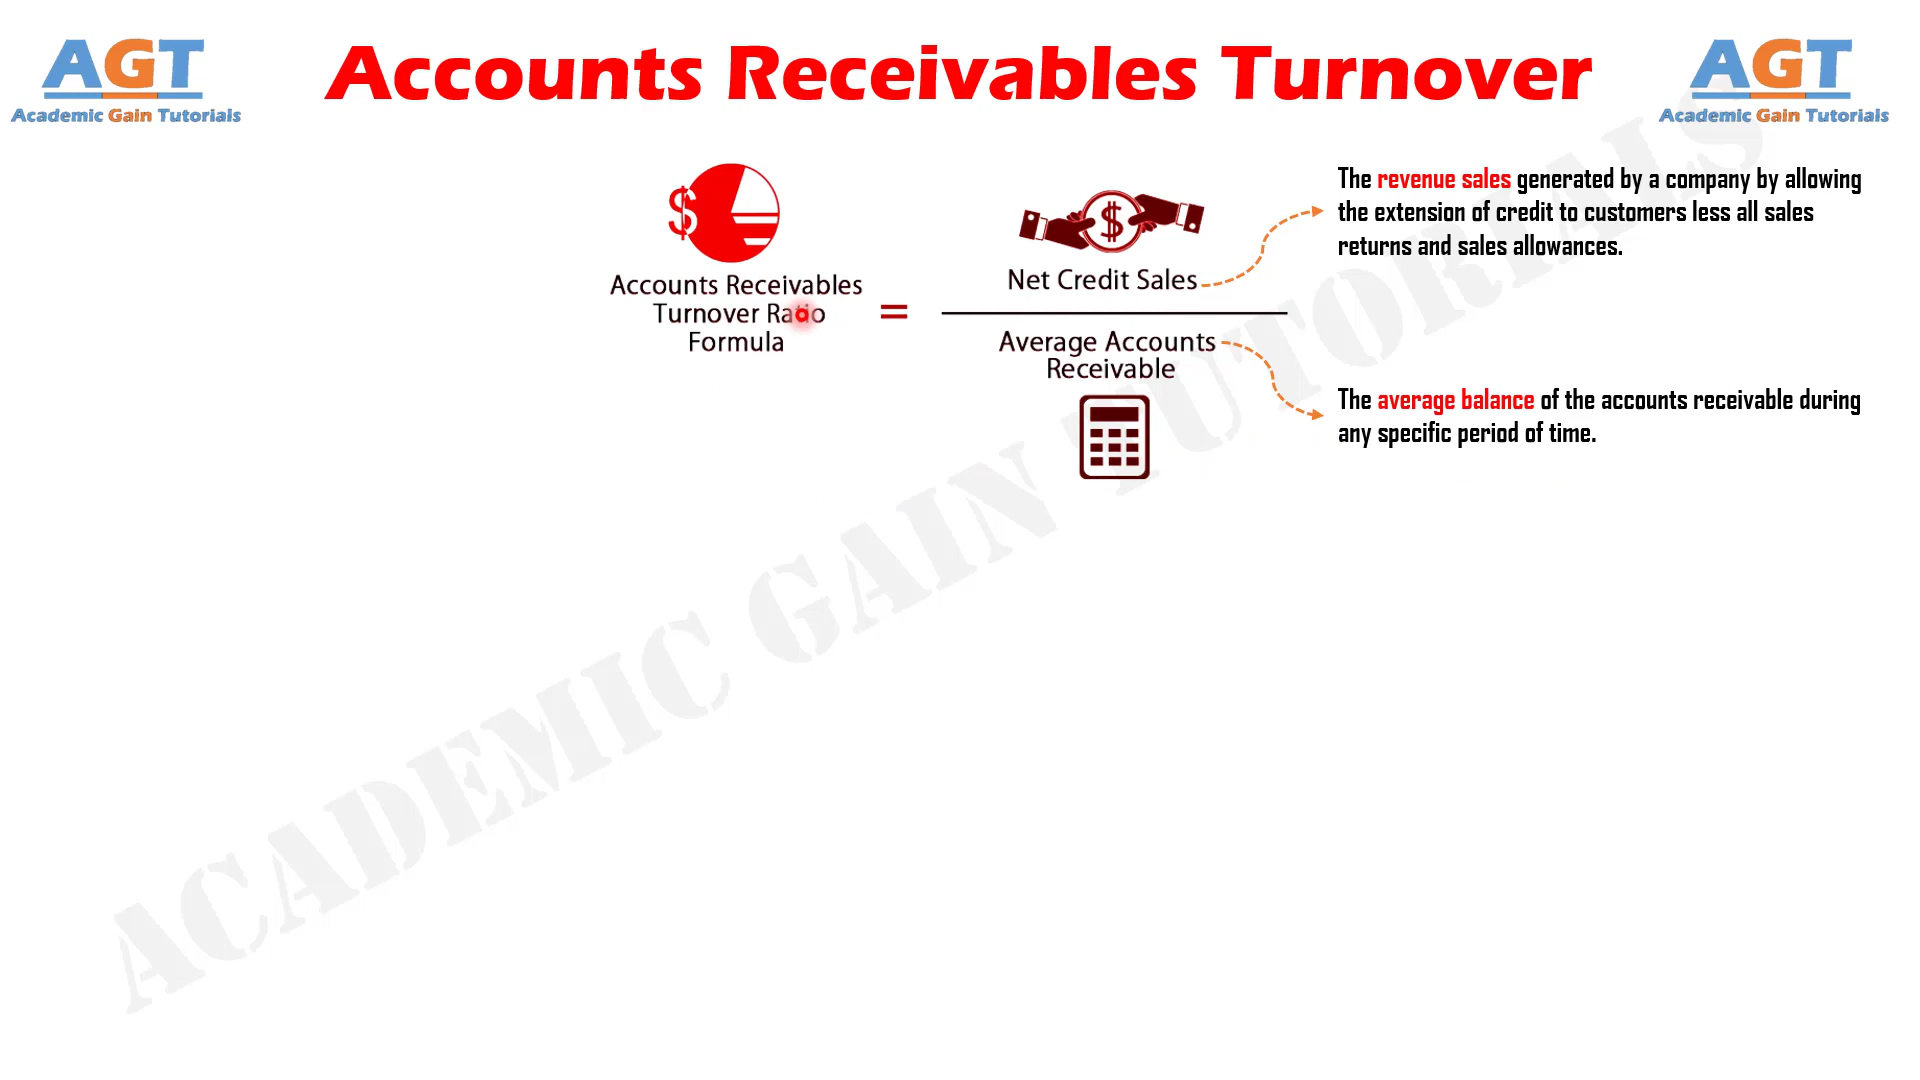 AGT
Academic Gain Tutorials
Accounts Receivables Turnover
AGT
Academic Gain Tutorials
Accounts Receivables
Turnover Ratio
Formula
=
Net Credit Sales
Average Accounts
Receivable
The revenue sales generated by a company by allowing
the extension of credit to customers less all sales
returns and sales allowances.
The average balance of the accounts receivable during
any specific period of time.
ACADEMIC GAIN TUTORIALS